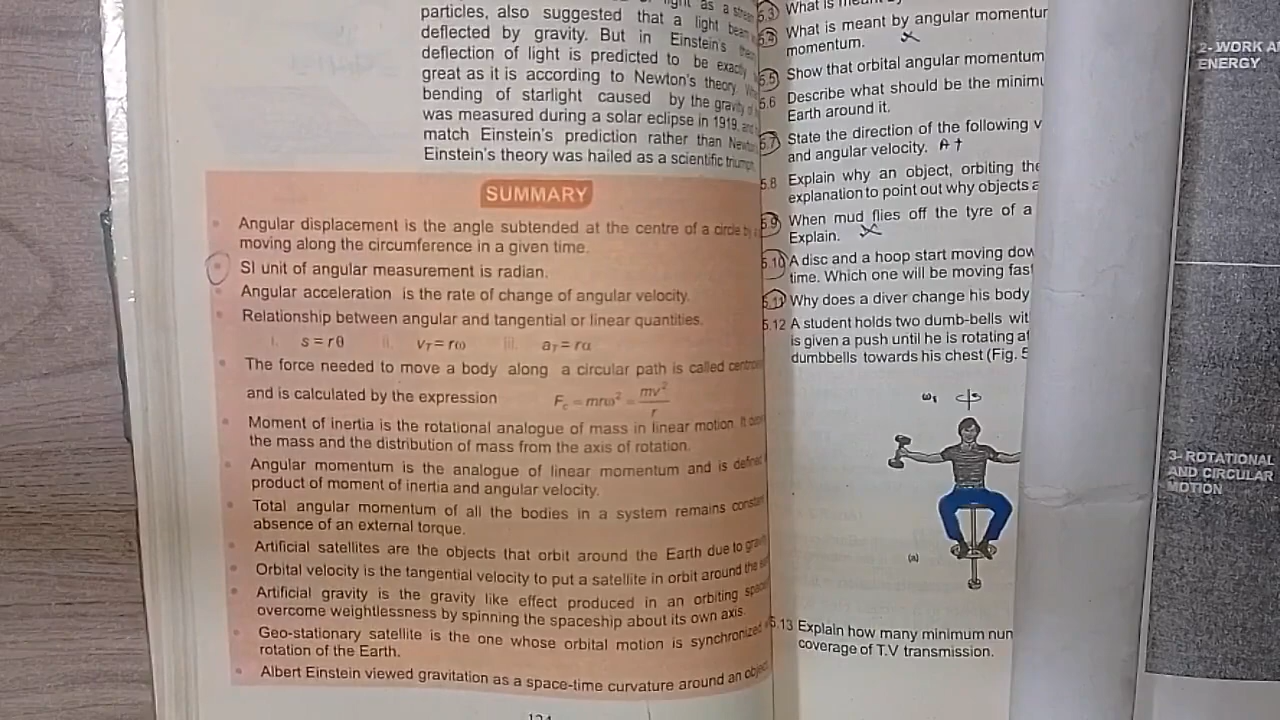 particles, also suggested that a light beam
deflected by gravity. But in Einstein's
deflection of light is predicted to be exactly
great as it is according to Newton's theory.
bending of starlight caused by the gravity
was measured during a solar eclipse in 1919,
match Einstein's prediction rather than
Einstein's theory was hailed as a scientific
SUMMARY
• Angular displacement is the angle subtended at the centre of a circle by
moving along the circumference in a given time.
• SI unit of angular measurement is radian.
• Angular acceleration is the rate of change of angular velocity.
• Relationship between angular and tangential or linear quantities.
i. s = rθ ii. v_T = rω iii. a_T = rα
• The force needed to move a body along a circular path is called
and is calculated by the expression F_c = mrω² = mv²/r
• Moment of inertia is the rotational analogue of mass in linear motion. It
the mass and the distribution of mass from the axis of rotation.
• Angular momentum is the analogue of linear momentum and is
product of moment of inertia and angular velocity.
• Total angular momentum of all the bodies in a system remains
absence of an external torque.
• Artificial satellites are the objects that orbit around the Earth due to
• Orbital velocity is the tangential velocity to put a satellite in orbit around the
• Artificial gravity is the gravity like effect produced in an orbiting
overcome weightlessness by spinning the spaceship about its own axis.
• Geo-stationary satellite is the one whose orbital motion is synchronized
rotation of the Earth.
• Albert Einstein viewed gravitation as a space-time curvature around an
5.3 What is
5.4 What is meant by angular
momentum.
5.5 Show that orbital angular momentum
5.6 Describe what should be the
Earth around it.
5.7 State the direction of the following
and angular velocity.
5.8 Explain why an object, orbiting the
explanation to point out why objects
5.9 When mud flies off the tyre of a
Explain.
5.10 A disc and a hoop start moving
time. Which one will be moving
5.11 Why does a diver change his body
5.12 A student holds two dumb-bells
is given a push until he is rotating
dumbbells towards his chest (Fig. 5
ω₁
(a)
5.13 Explain how many minimum
coverage of T.V transmission.
2- WORK
ENERGY
3- ROTATIONAL
AND CIRCULAR
MOTION